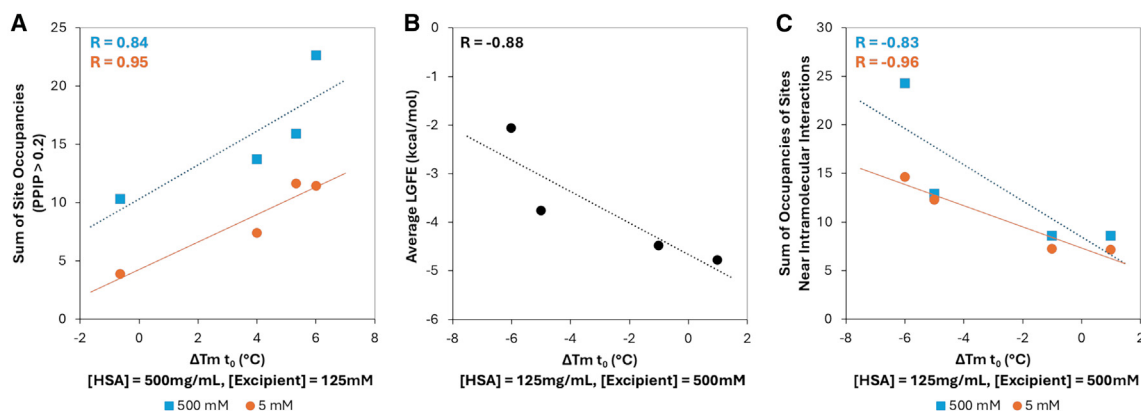 A
R = 0.84
R = 0.95
Sum of Site Occupancies
(PPIP > 0.2)
25
20
15
10
5
0
-2
0
2
4
6
8
ΔTm t₀ (°C)
[HSA] = 500mg/mL, [Excipient] = 125mM
500 mM
5 mM
B
R = -0.88
Average LGFE (kcal/mol)
0
-1
-2
-3
-4
-5
-6
-8
-6
-4
-2
0
2
ΔTm t₀ (°C)
[HSA] = 125mg/mL, [Excipient] = 500mM
C
R = -0.83
R = -0.96
Sum of Occupancies of Sites
Near Intramolecular Interactions
30
25
20
15
10
5
0
-8
-6
-4
-2
0
2
ΔTm t₀ (°C)
[HSA] = 125mg/mL, [Excipient] = 500mM
500 mM
5 mM